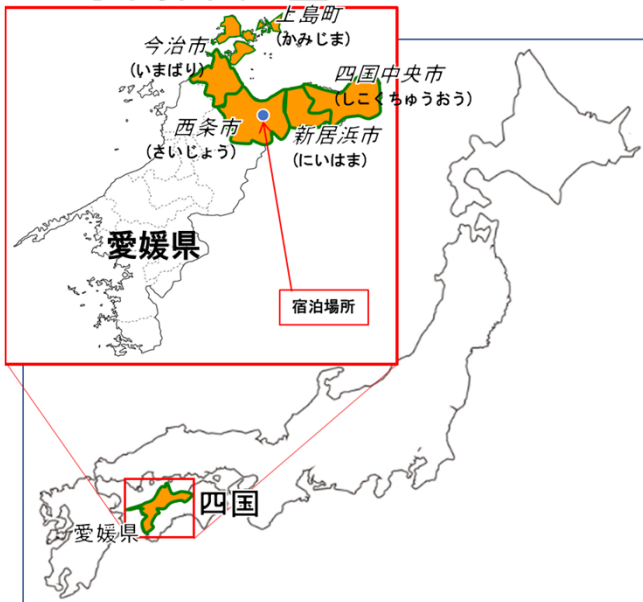 上島町
(かみじま)
今治市
(いまばり)
四国中央市
(しこくちゅうおう)
西条市
(さいじょう)
新居浜市
(にいはま)
愛媛県
宿泊場所
四国
愛媛県